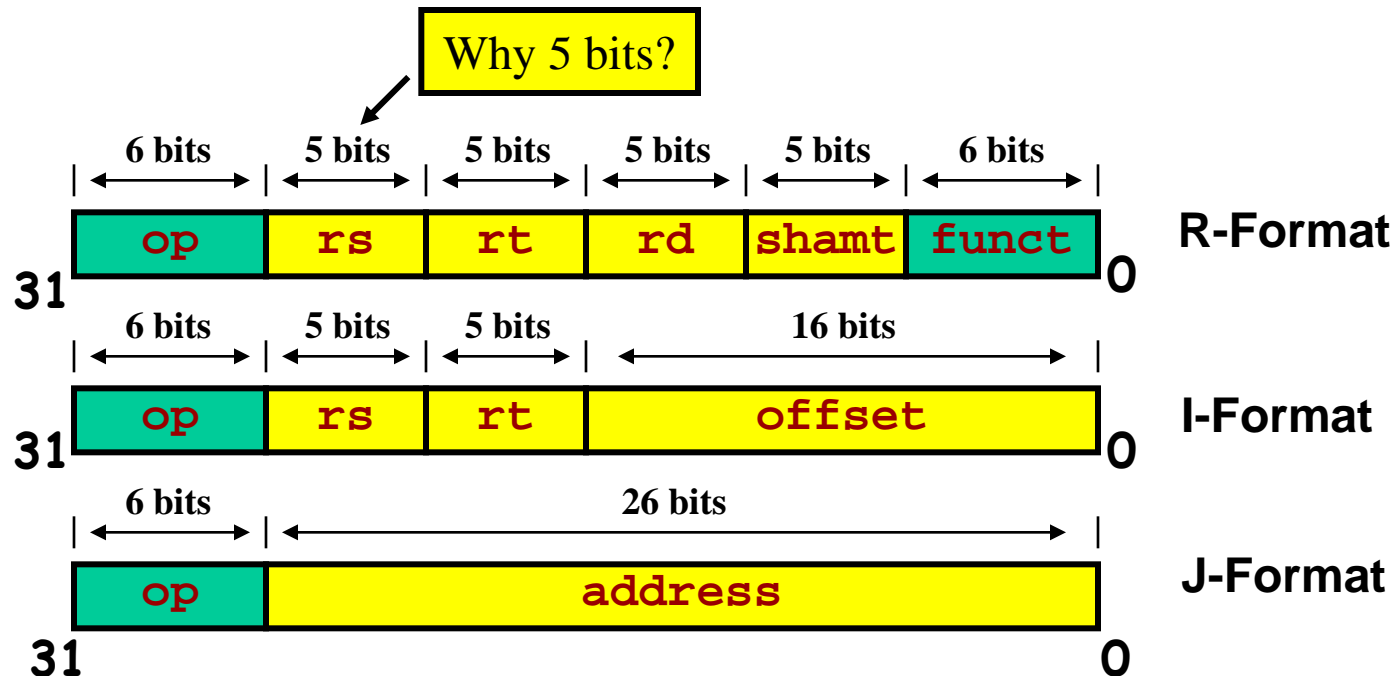 Why 5 bits?
6 bits 5 bits 5 bits 5 bits 5 bits 6 bits
op rs rt rd shamt funct
R-Format
31 0
6 bits 5 bits 5 bits 16 bits
op rs rt offset
I-Format
31 0
6 bits 26 bits
op address
J-Format
31 0